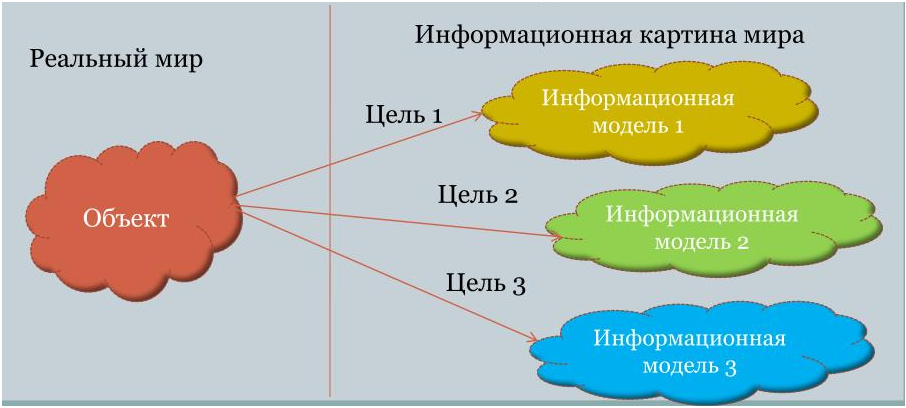 Реальный мир
Информационная картина мира
Объект
Цель 1
Информационная
модель 1
Цель 2
Информационная
модель 2
Цель 3
Информационная
модель 3